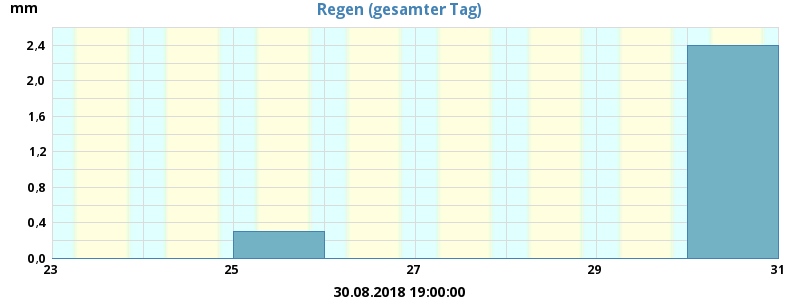 mm
Regen (gesamter Tag)
2,4
2,0
1,6
1,2
0,8
0,4
0,0
23 25 27 29 31
30.08.2018 19:00:00